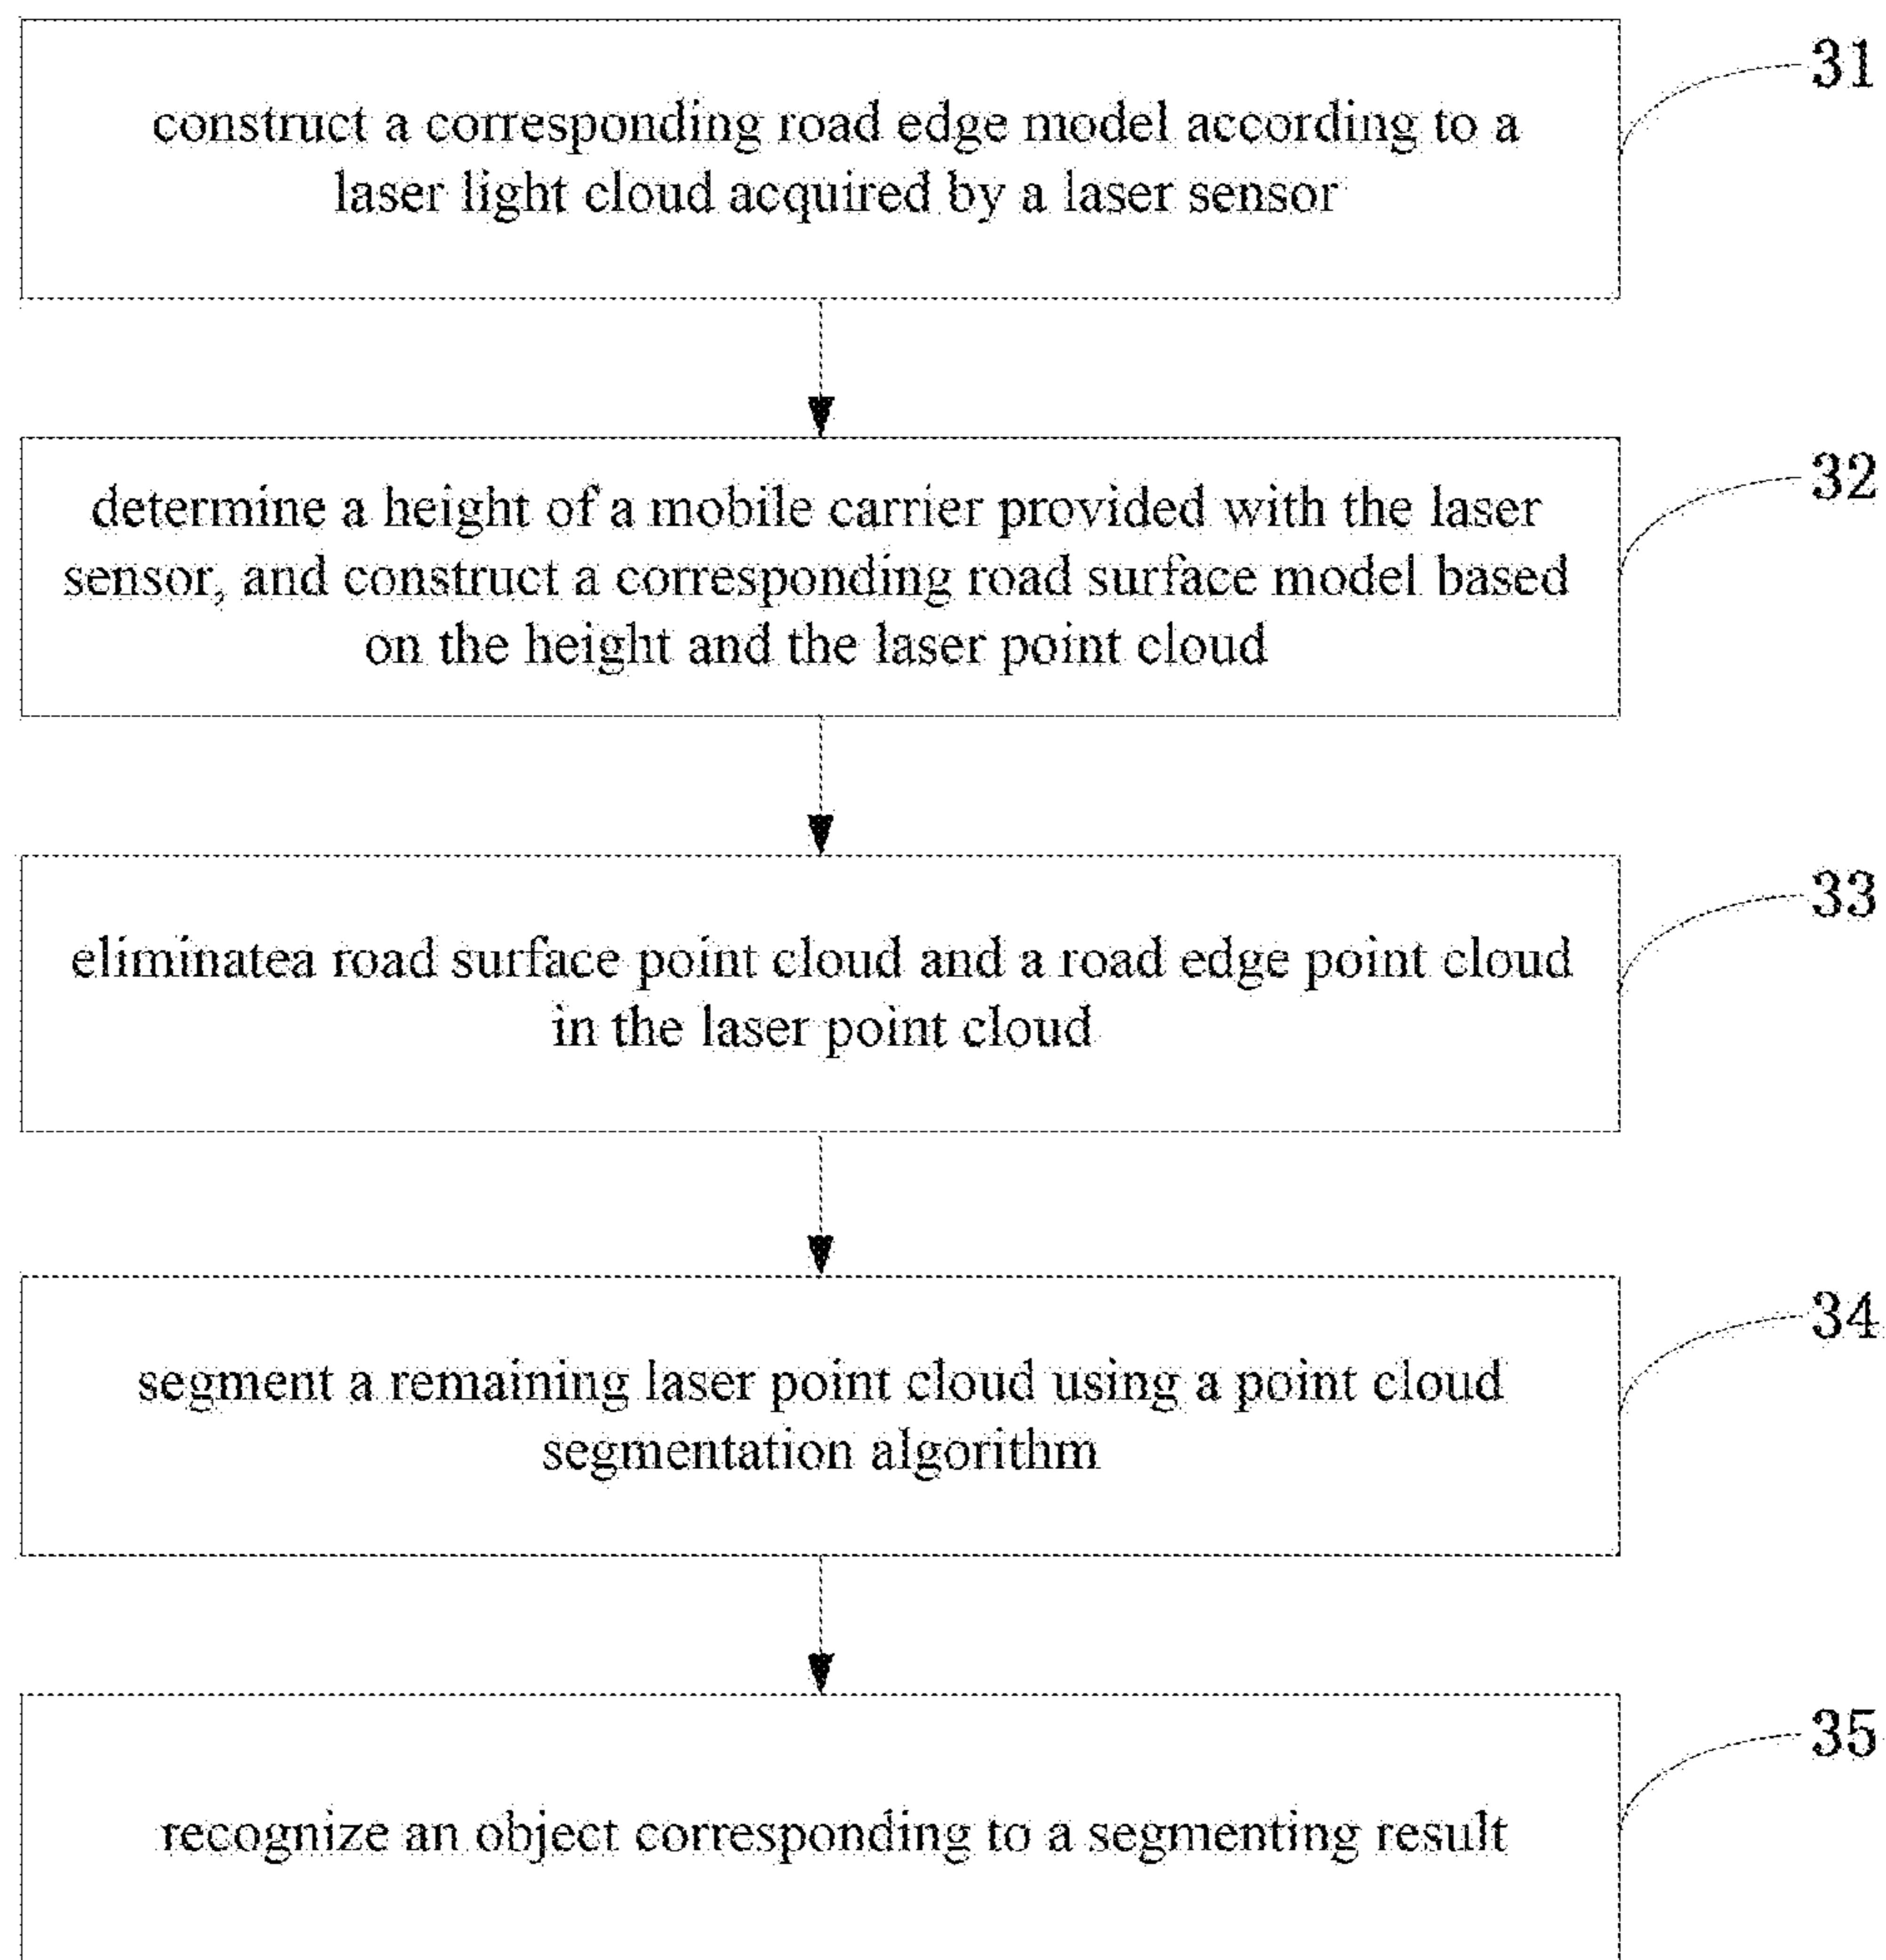 construct a corresponding road edge model according to a
laser light cloud acquired by a laser sensor
31
determine a height of a mobile carrier provided with the laser
sensor, and construct a corresponding road surface model based
on the height and the laser point cloud
32
eliminatea road surface point cloud and a road edge point cloud
in the laser point cloud
33
segment a remaining laser point cloud using a point cloud
segmentation algorithm
34
recognize an object corresponding to a segmenting result
35